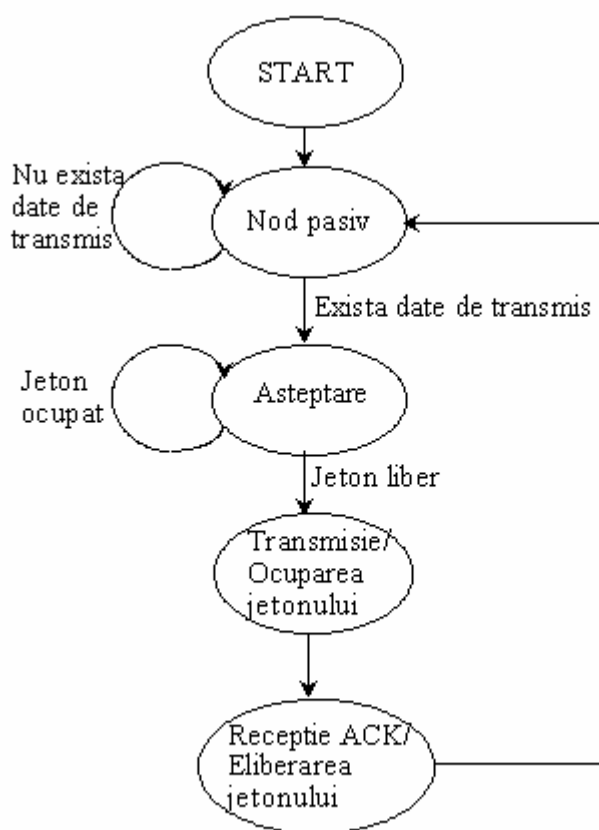 START
Nu exista
date de
transmis
Nod pasiv
Exista date de transmis
Jeton
ocupat
Asteptare
Jeton liber
Transmisie/
Ocuparea
jetonului
Receptie ACK/
Eliberarea
jetonului